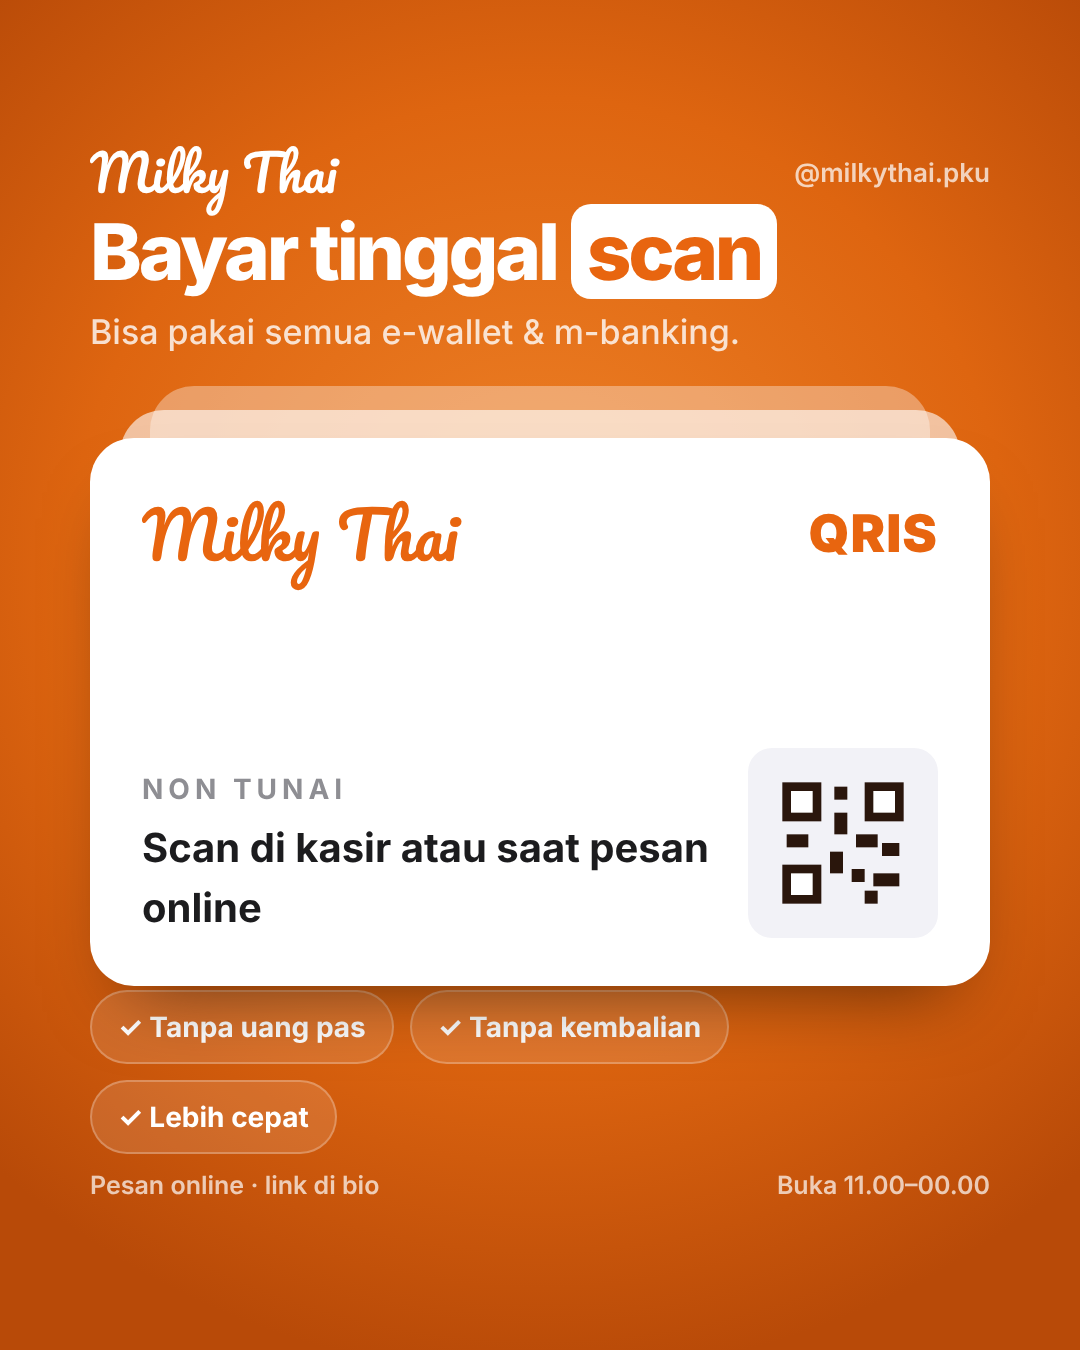 Milky Thai
@milkythai.pku
Bayar tinggal scan
Bisa pakai semua e-wallet & m-banking.
Milky Thai
QRIS
NON TUNAI
Scan di kasir atau saat pesan
online
✓ Tanpa uang pas
✓ Tanpa kembalian
✓ Lebih cepat
Pesan online · link di bio
Buka 11.00–00.00